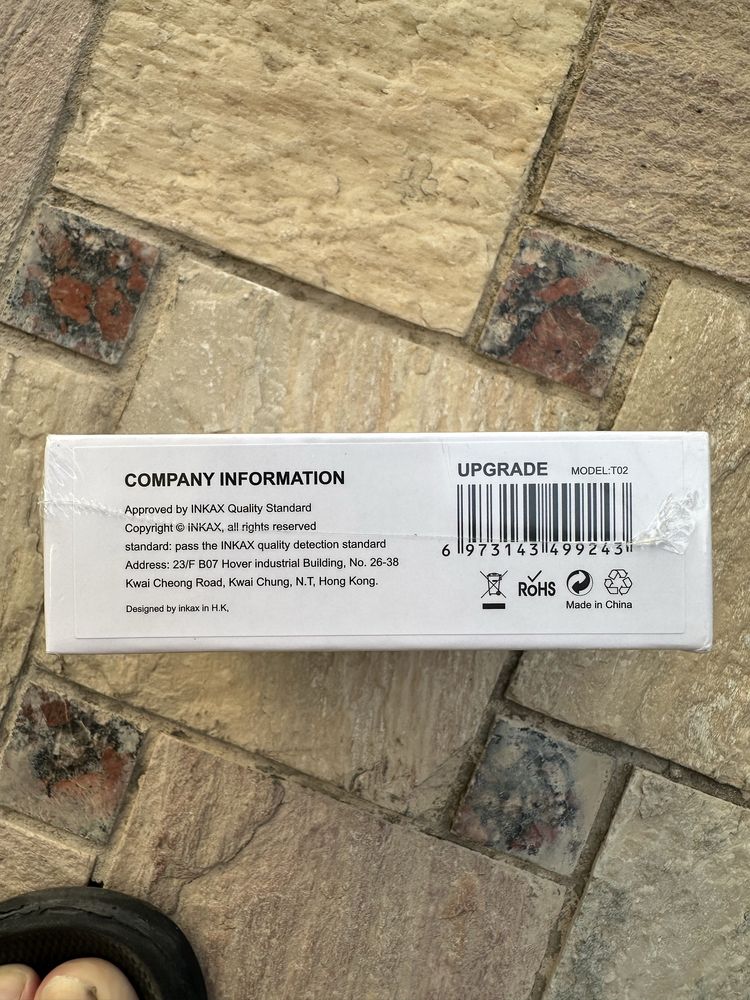 COMPANY INFORMATION
Approved by INKAX Quality Standard
Copyright © iNKAX, all rights reserved
standard: pass the INKAX quality detection standard
Address: 23/F B07 Hover industrial Building, No. 26-38
Kwai Cheong Road, Kwai Chung, N.T, Hong Kong.
Designed by inkax in H.K,
UPGRADE MODEL:T02
6 973143 499243
RoHS
Made in China